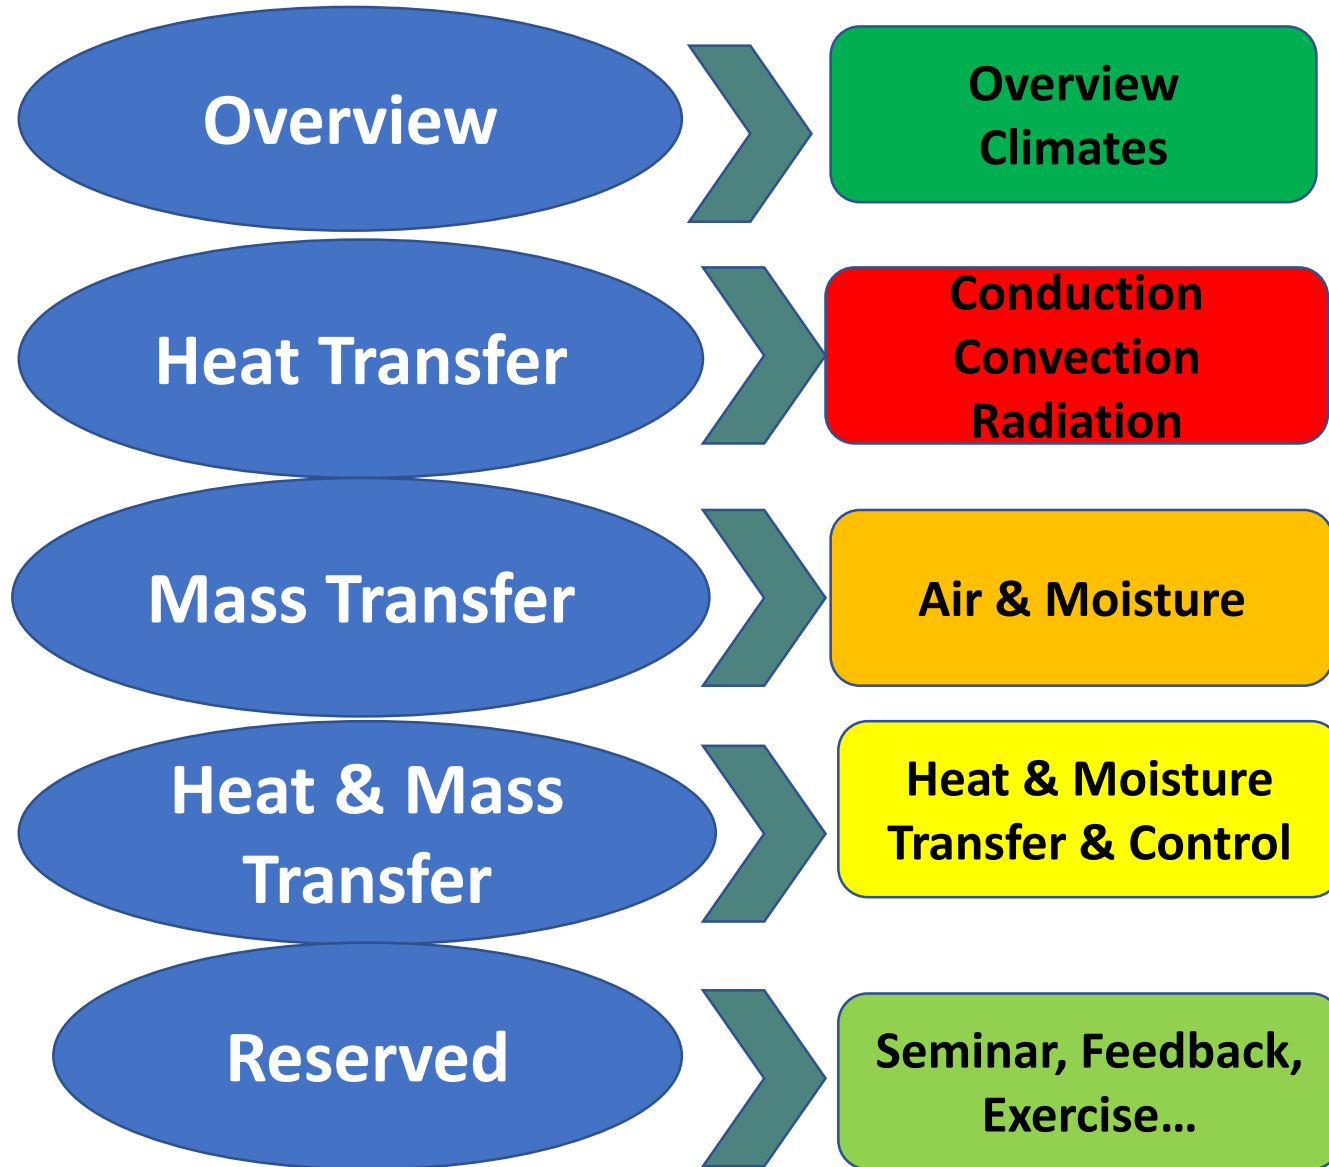 Overview
Overview
Climates
Heat Transfer
Conduction
Convection
Radiation
Mass Transfer
Air & Moisture
Heat & Mass
Transfer
Heat & Moisture
Transfer & Control
Reserved
Seminar, Feedback,
Exercise…